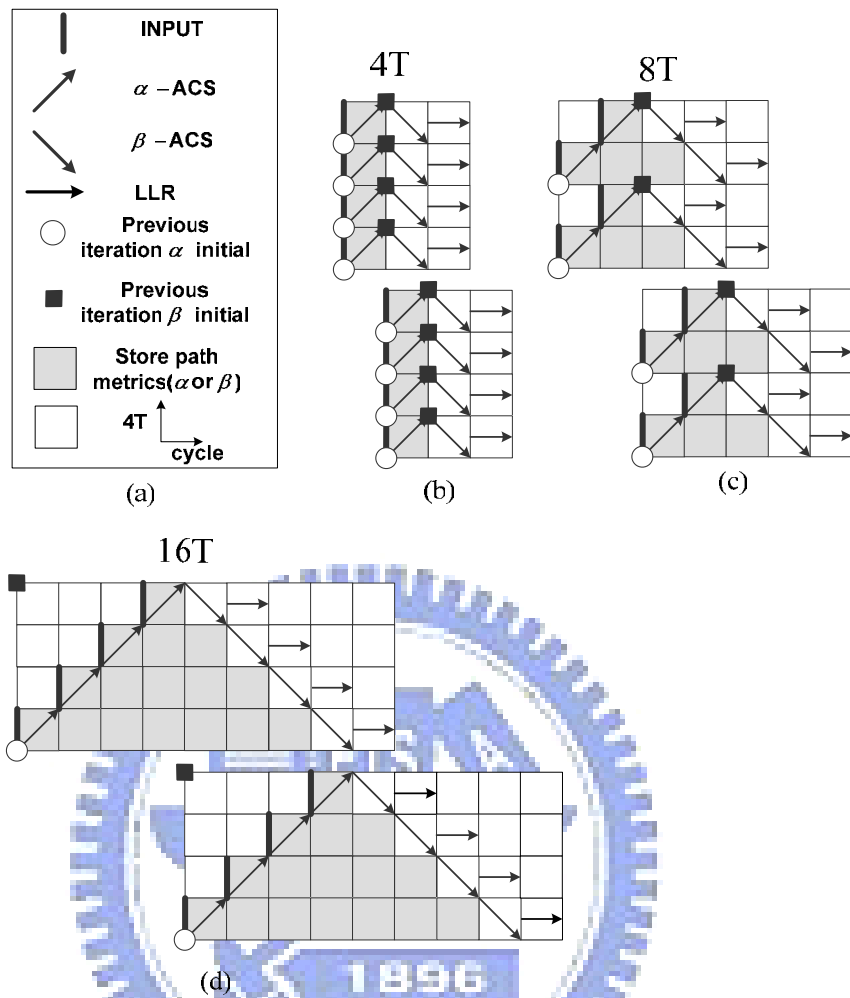 INPUT
α – ACS
β – ACS
LLR
Previous
iteration α initial
Previous
iteration β initial
Store path
metrics(α or β)
4T
cycle
(a)
4T
(b)
8T
(c)
16T
1896
(d)